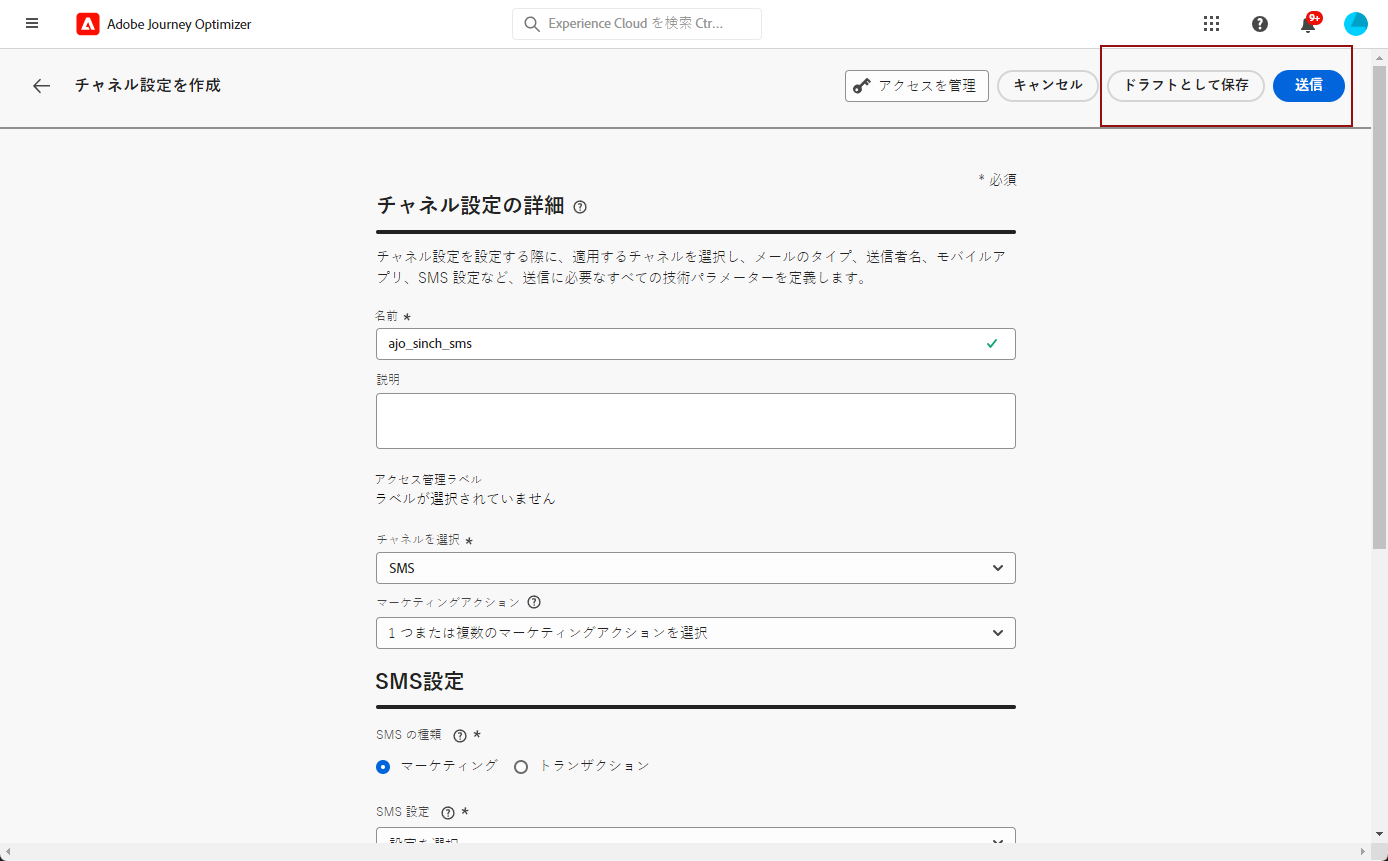 Adobe Journey Optimizer
Experience Cloud を検索 Ctr...
9+
チャネル設定を作成
アクセスを管理
キャンセル
ドラフトとして保存
送信
* 必須
チャネル設定の詳細
チャネル設定を設定する際に、適用するチャネルを選択し、メールのタイプ、送信者名、モバイルア
プリ、SMS 設定など、送信に必要なすべての技術パラメーターを定義します。
名前 *
ajo_sinch_sms
説明
アクセス管理ラベル
ラベルが選択されていません
チャネルを選択 *
SMS
マーケティングアクション
1 つまたは複数のマーケティングアクションを選択
SMS設定
SMS の種類 *
マーケティング
トランザクション
SMS 設定 *
設定を選択